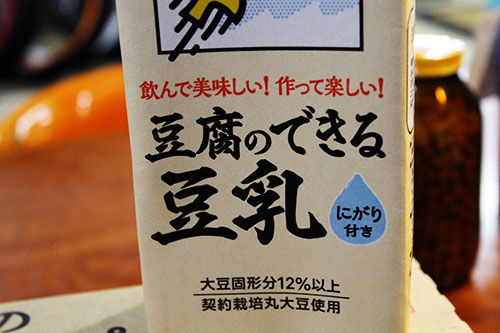 飲んで美味しい!作って楽しい!
豆腐のできる
豆乳
にがり
付き
大豆固形分12%以上
契約栽培丸大豆使用
の